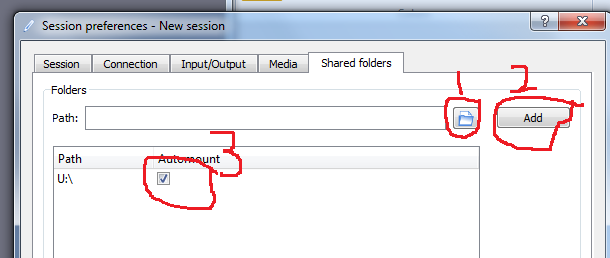 Session preferences - New session
Session Connection Input/Output Media Shared folders
Folders
1 2
Path: Add
3
Path Automount
U:\